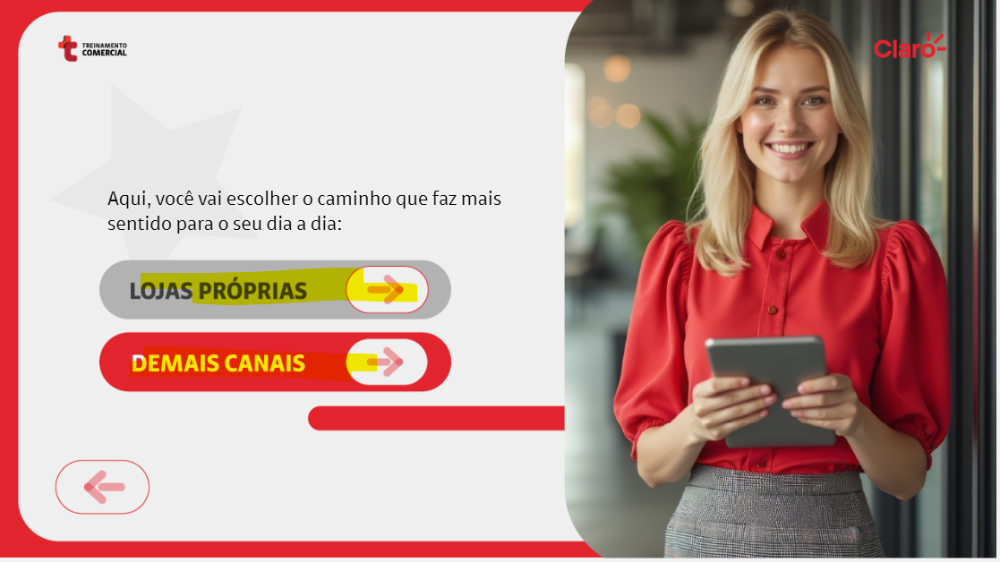 TREINAMENTO
COMERCIAL
Claro
Aqui, você vai escolher o caminho que faz mais
sentido para o seu dia a dia:
LOJAS PRÓPRIAS
DEMAIS CANAIS